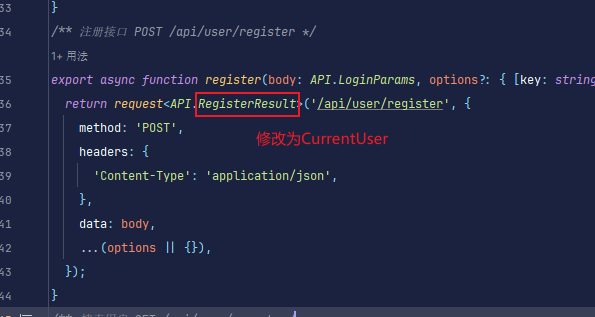 33 }
34 /** 注册接口 POST /api/user/register */
1+ 用法
35 export async function register(body: API.LoginParams, options?: { [key: string
36 return request<API.RegisterResult>('/api/user/register', {
37 method: 'POST',
修改为CurrentUser
38 headers: {
39 'Content-Type': 'application/json',
40 },
41 data: body,
42 ...(options || {}),
43 });
44 }